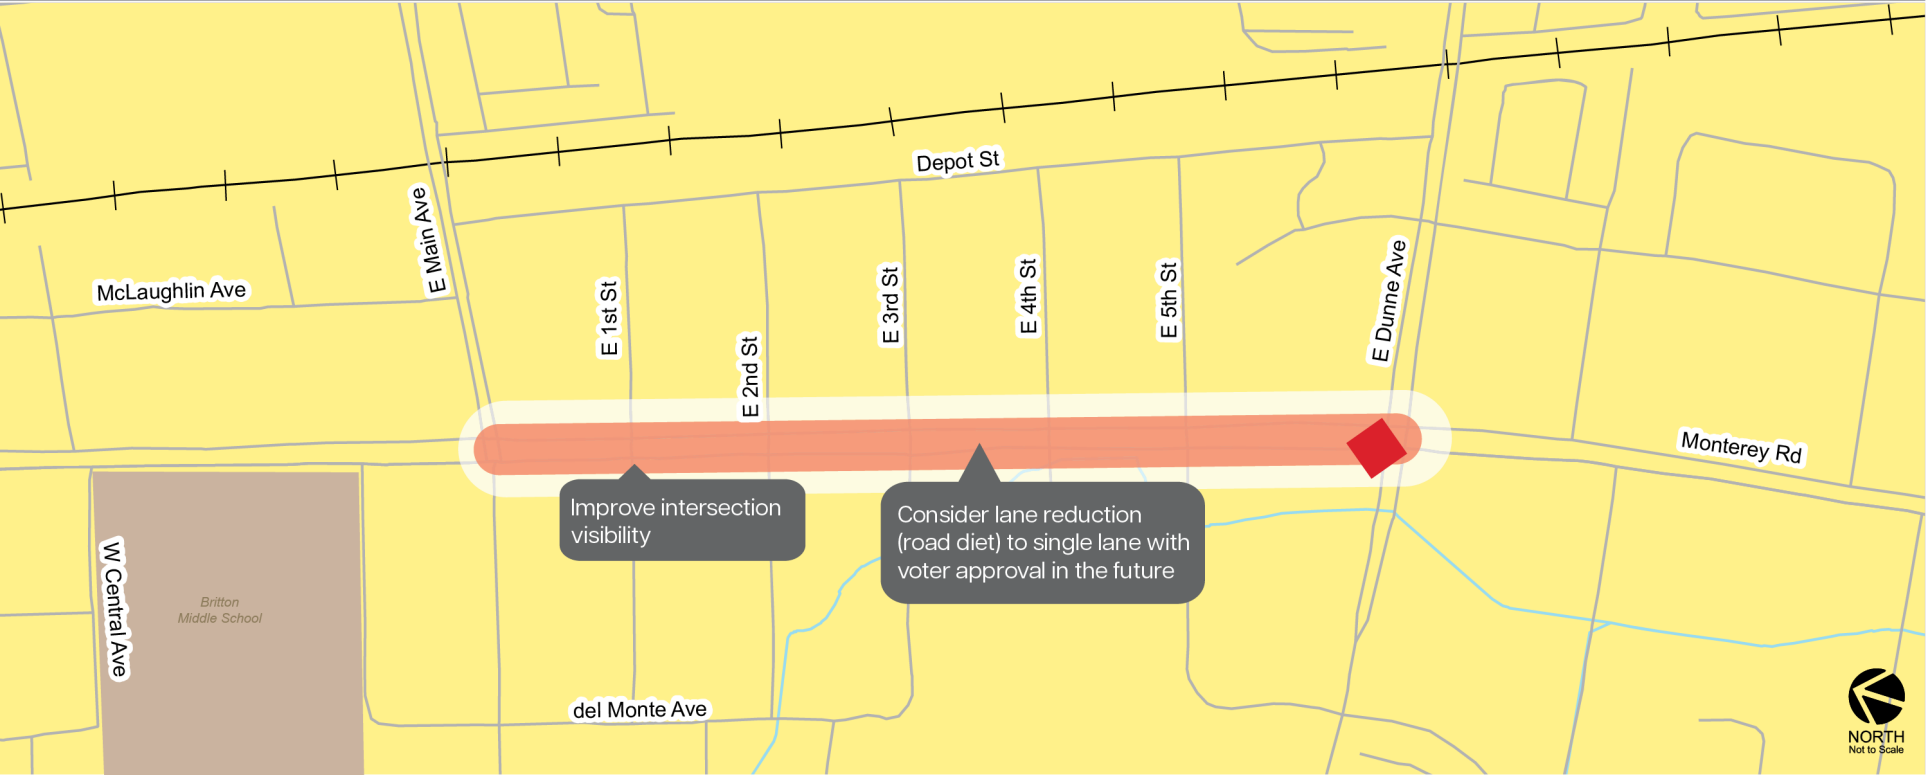 Depot St
E Main Ave
McLaughlin Ave
E 1st St
E 2nd St
E 3rd St
E 4th St
E 5th St
E Dunne Ave
Monterey Rd
Improve intersection
visibility
Consider lane reduction
(road diet) to single lane with
voter approval in the future
W Central Ave
Britton
Middle School
del Monte Ave
NORTH
Not to Scale